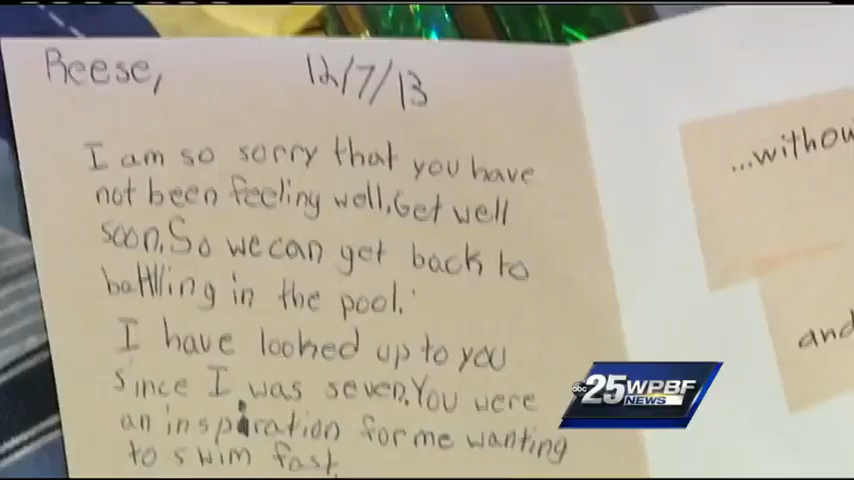 Reese, 12/7/13
I am so sorry that you have
not been feeling well. Get well
soon. So we can get back to
battling in the pool.
I have looked up to you
since I was seven. You were
an inspiration for me wanting
to swim fast.
...withou
and
abc 25 WPBF
NEWS